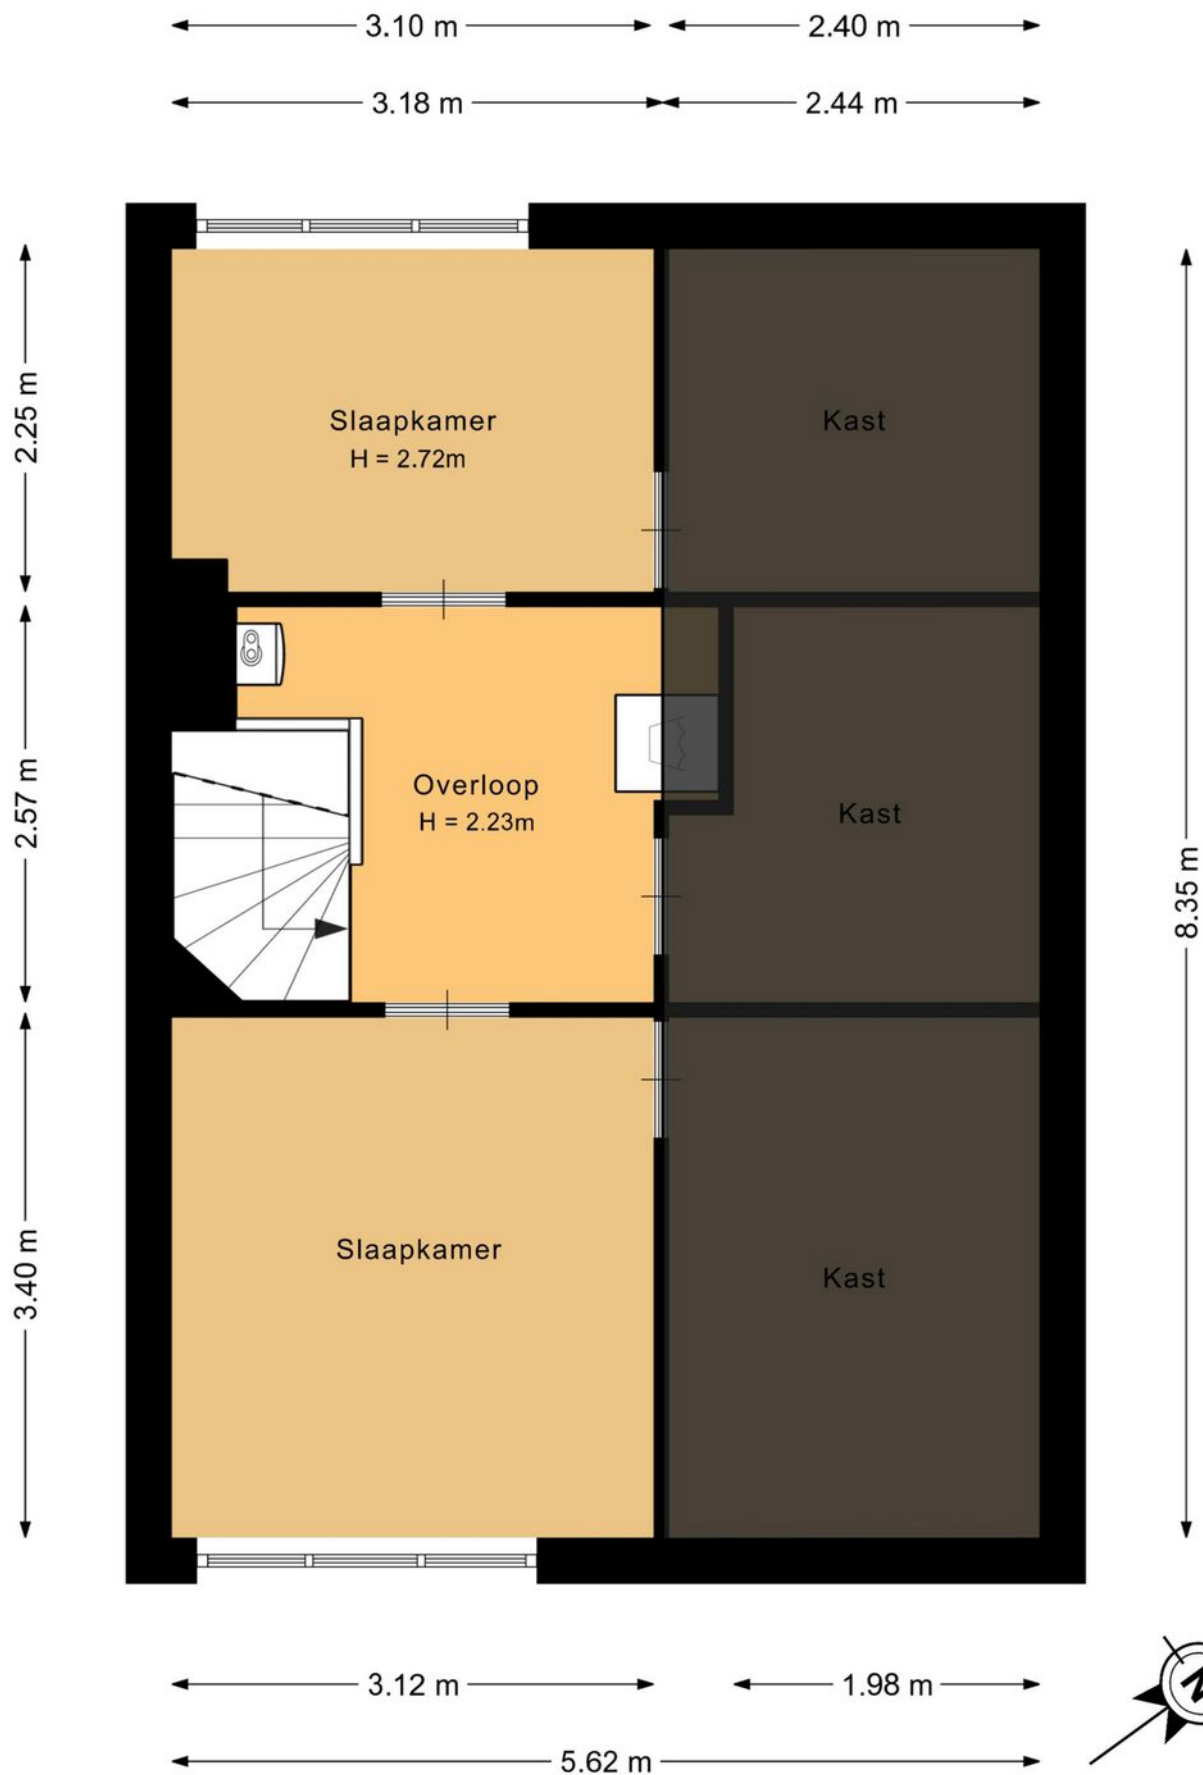 3.10 m
2.40 m
3.18 m
2.44 m
2.25 m
Slaapkamer
H = 2.72m
Kast
2.57 m
Overloop
H = 2.23m
Kast
8.35 m
3.40 m
Slaapkamer
Kast
3.12 m
1.98 m
5.62 m